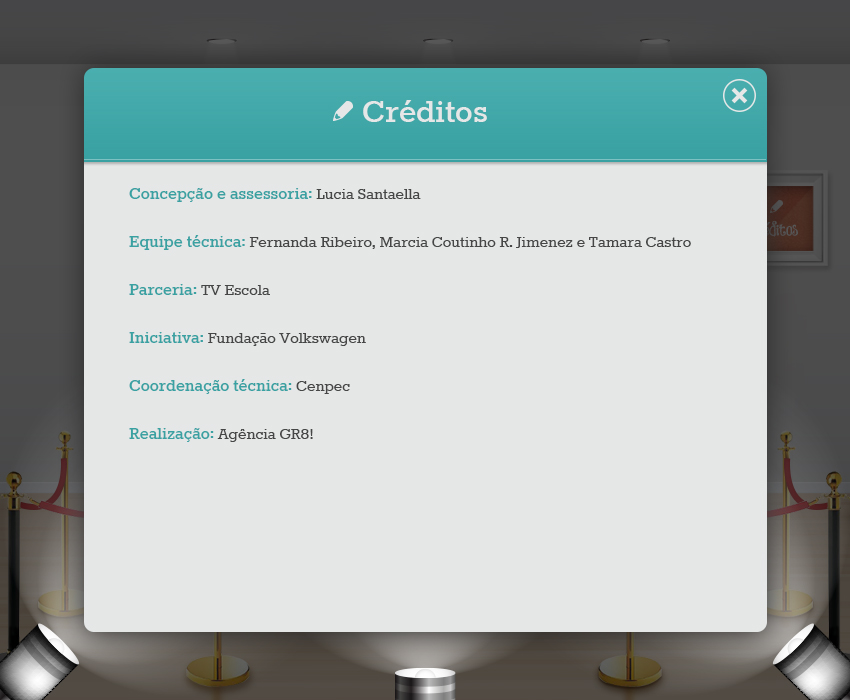 Créditos
Concepção e assessoria: Lucia Santaella
Equipe técnica: Fernanda Ribeiro, Marcia Coutinho R. Jimenez e Tamara Castro
Parceria: TV Escola
Iniciativa: Fundação Volkswagen
Coordenação técnica: Cenpec
Realização: Agência GR8!